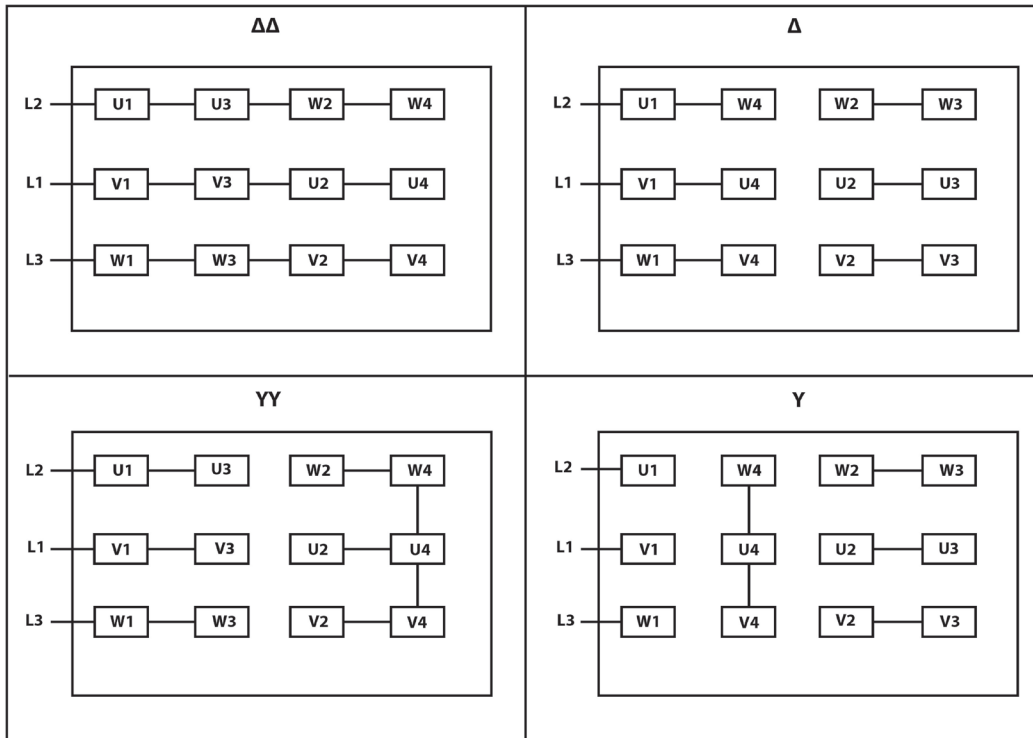 ΔΔ
L2 U1 U3 W2 W4
L1 V1 V3 U2 U4
L3 W1 W3 V2 V4
Δ
L2 U1 W4 W2 W3
L1 V1 U4 U2 U3
L3 W1 V4 V2 V3
YY
L2 U1 U3 W2 W4
L1 V1 V3 U2 U4
L3 W1 W3 V2 V4
Y
L2 U1 W4 W2 W3
L1 V1 U4 U2 U3
L3 W1 V4 V2 V3